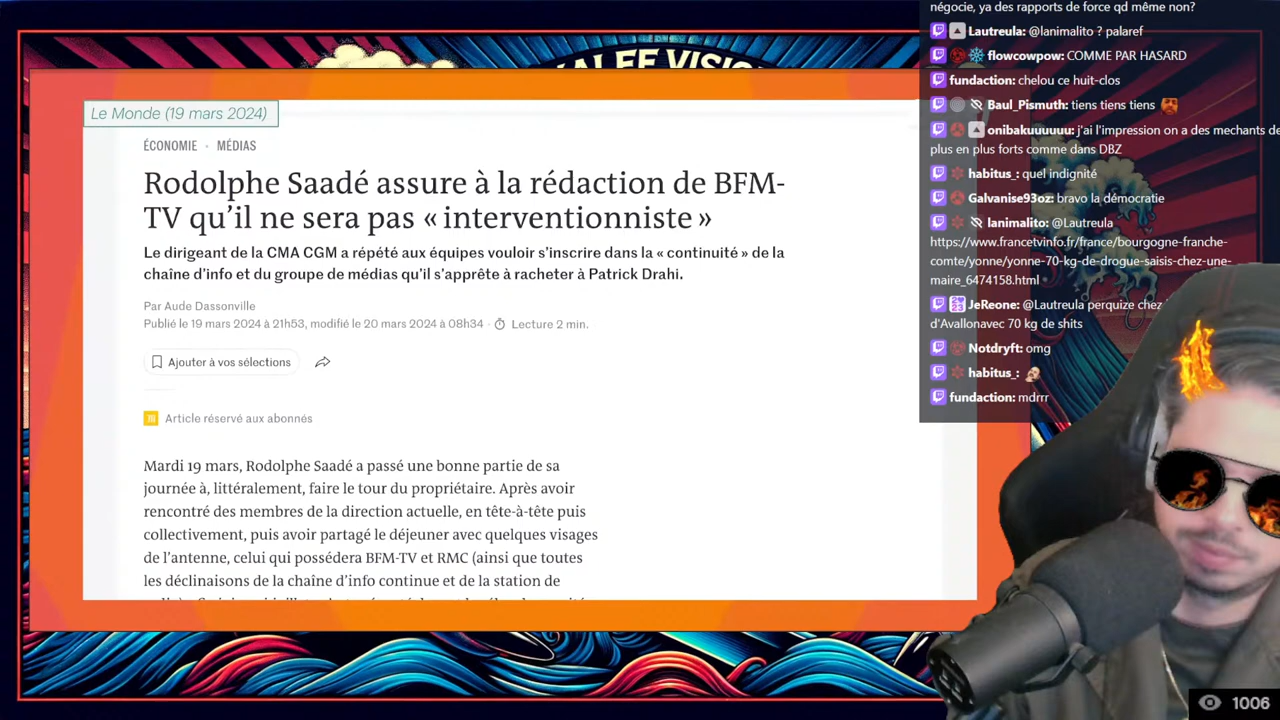 Le Monde (19 mars 2024)
ÉCONOMIE • MÉDIAS
Rodolphe Saadé assure à la rédaction de BFM-
TV qu’il ne sera pas « interventionniste »
Le dirigeant de la CMA CGM a répété aux équipes vouloir s’inscrire dans la « continuité » de la
chaîne d’info et du groupe de médias qu’il s’apprête à racheter à Patrick Drahi.
Par Aude Dassonville
Publié le 19 mars 2024 à 21h53, modifié le 20 mars 2024 à 08h34 · Lecture 2 min.
Ajouter à vos sélections
Article réservé aux abonnés
Mardi 19 mars, Rodolphe Saadé a passé une bonne partie de sa
journée à, littéralement, faire le tour du propriétaire. Après avoir
rencontré des membres de la direction actuelle, en tête-à-tête puis
collectivement, puis avoir partagé le déjeuner avec quelques visages
de l’antenne, celui qui possédera BFM-TV et RMC (ainsi que toutes
les déclinaisons de la chaîne d’info continue et de la station de
négocie, ya des rapports de force qd même non?
Lautreula: @lanimalito ? palaref
flowcowpow: COMME PAR HASARD
fundaction: chelou ce huit-clos
Baul_Pismuth: tiens tiens tiens
onibakuuuuuu: j'ai l'impression on a des mechants de
plus en plus forts comme dans DBZ
habitus_: quel indignité
Galvanise93oz: bravo la démocratie
lanimalito: @Lautreula
https://www.francetvinfo.fr/france/bourgogne-franche-
comte/yonne/yonne-70-kg-de-drogue-saisis-chez-une-
maire_6474158.html
JeReone: @Lautreula perquize chez
d'Avallonavec 70 kg de shits
Notdryft: omg
habitus_:
fundaction: mdrrr
1006